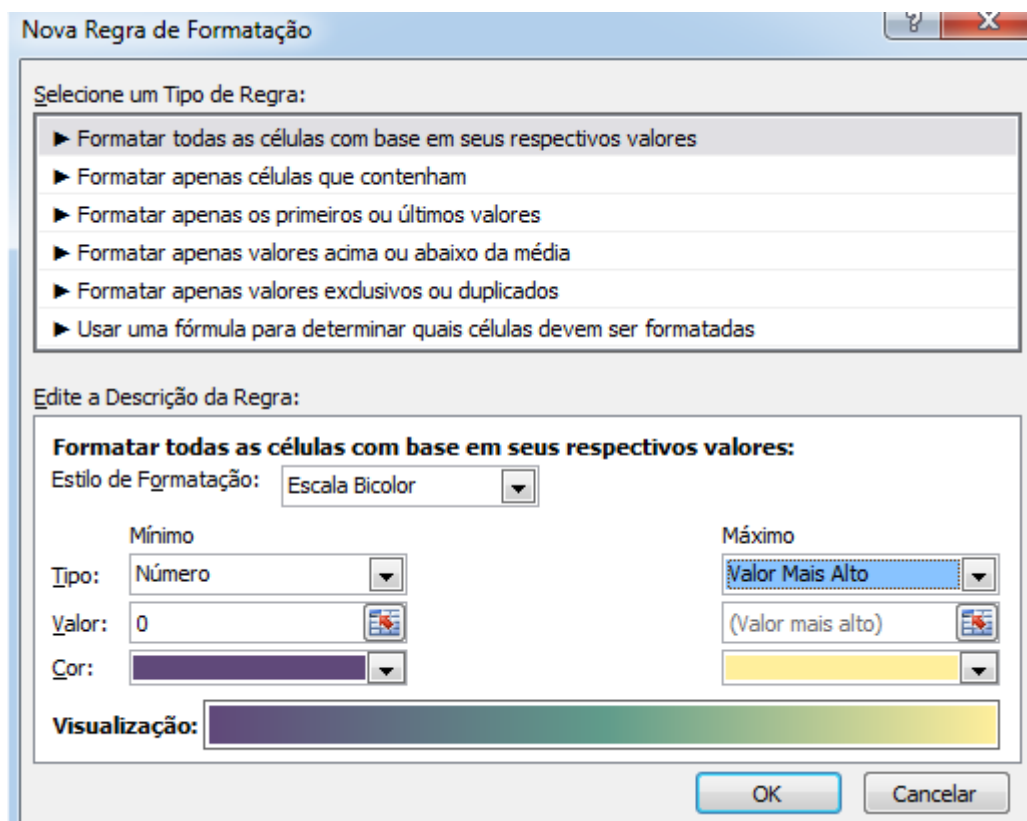 Nova Regra de Formatação
?
X
Selecione um Tipo de Regra:
► Formatar todas as células com base em seus respectivos valores
► Formatar apenas células que contenham
► Formatar apenas os primeiros ou últimos valores
► Formatar apenas valores acima ou abaixo da média
► Formatar apenas valores exclusivos ou duplicados
► Usar uma fórmula para determinar quais células devem ser formatadas
Edite a Descrição da Regra:
Formatar todas as células com base em seus respectivos valores:
Estilo de Formatação: Escala Bicolor
Mínimo Máximo
Tipo: Número Valor Mais Alto
Valor: 0 (Valor mais alto)
Cor:
Visualização:
OK Cancelar